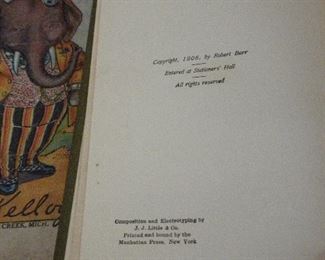 Kello
CREEK, MICH.
Copyright, 1906, by Robert Barr
Entered at Stationers' Hall
All rights reserved
Composition and Electrotyping by
J. J. Little & Co.
Printed and bound by the
Manhattan Press, New York